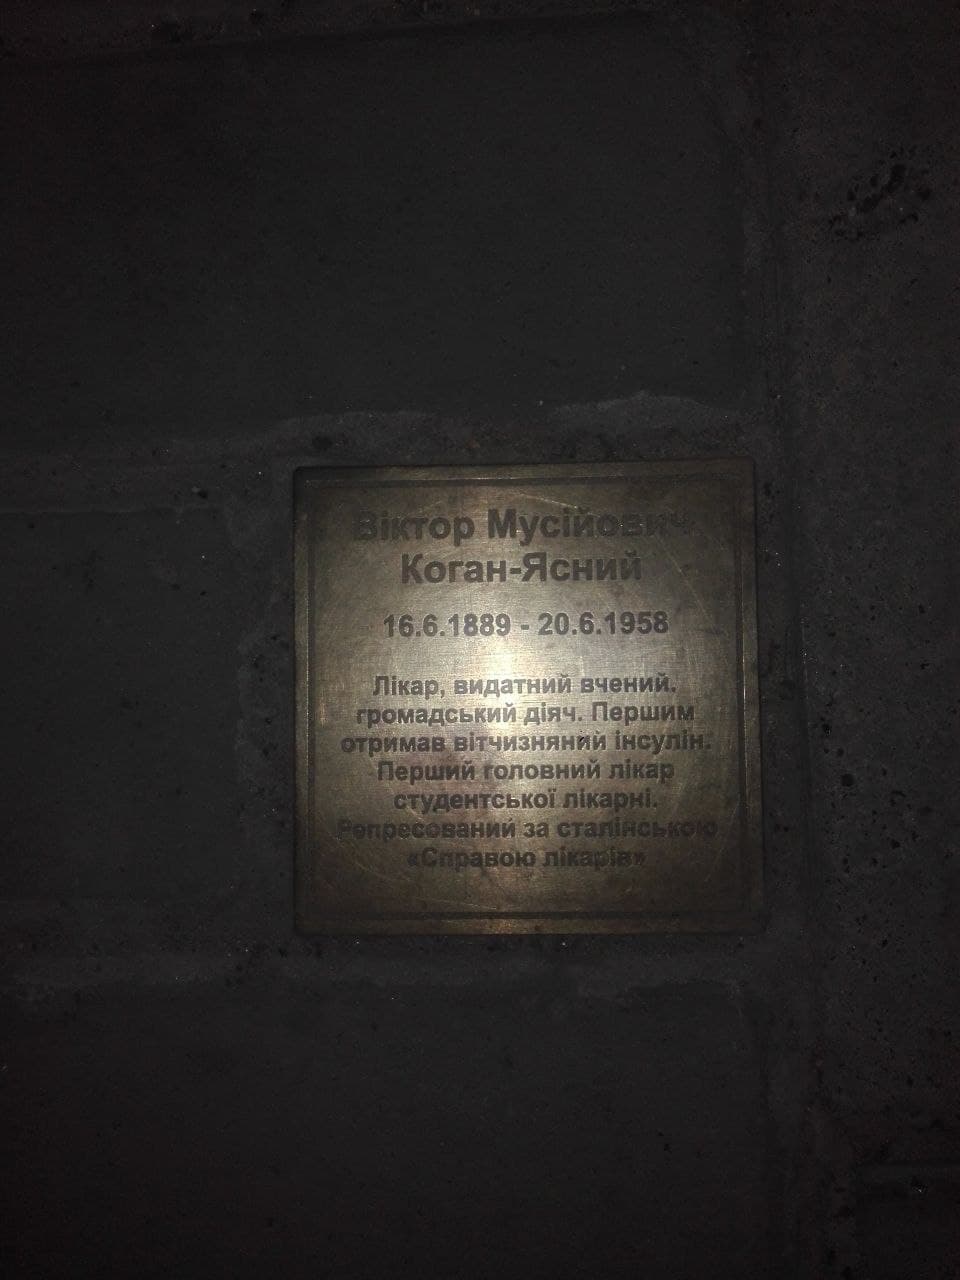 Віктор Мусійович
Коган-Ясний
16.6.1889 - 20.6.1958
Лікар, видатний вчений,
громадський діяч. Першим
отримав вітчизняний інсулін.
Перший головний лікар
студентської лікарні.
Репресований за сталінською
«Справою лікарів»